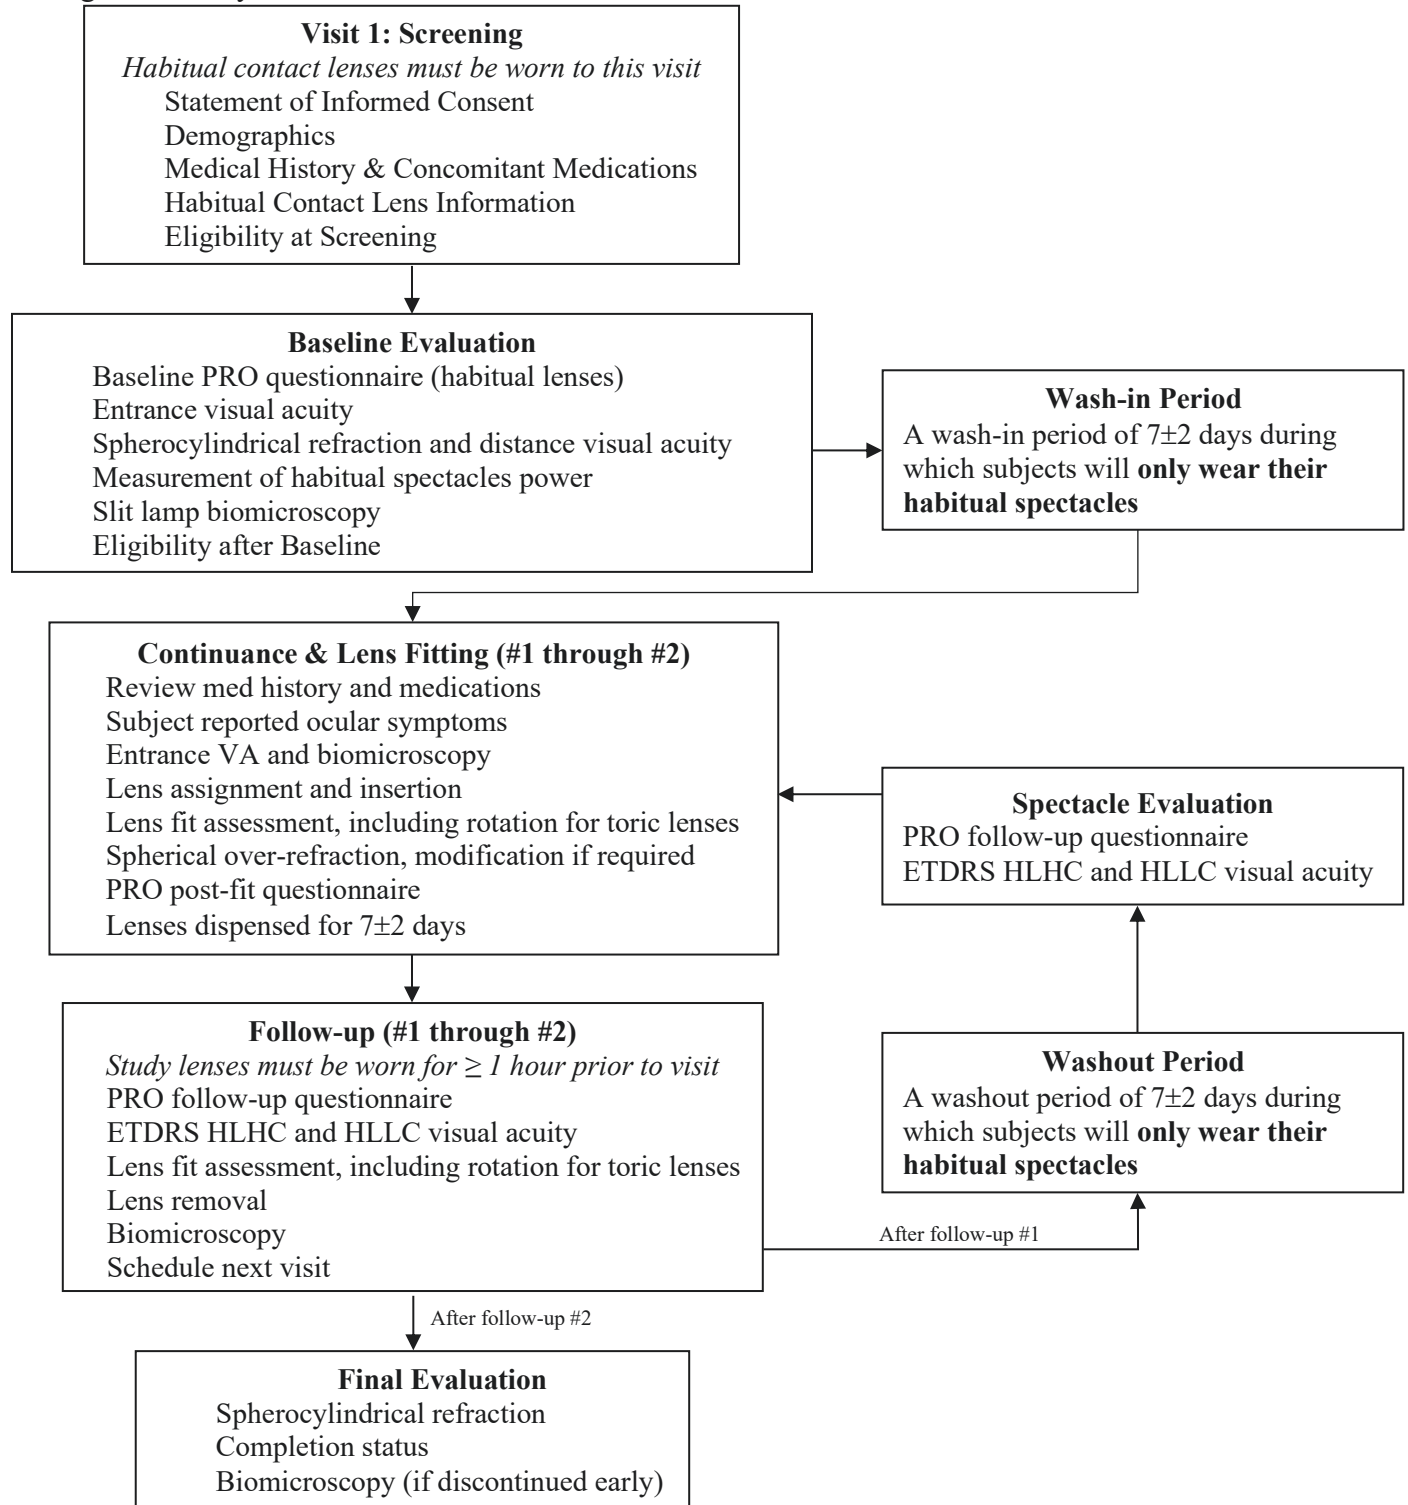 Visit 1: Screening
Habitual contact lenses must be worn to this visit
Statement of Informed Consent
Demographics
Medical History & Concomitant Medications
Habitual Contact Lens Information
Eligibility at Screening
Baseline Evaluation
Baseline PRO questionnaire (habitual lenses)
Entrance visual acuity
Spherocylindrical refraction and distance visual acuity
Measurement of habitual spectacles power
Slit lamp biomicroscopy
Eligibility after Baseline
Wash-in Period
A wash-in period of 7±2 days during
which subjects will only wear their
habitual spectacles
Continuance & Lens Fitting (#1 through #2)
Review med history and medications
Subject reported ocular symptoms
Entrance VA and biomicroscopy
Lens assignment and insertion
Lens fit assessment, including rotation for toric lenses
Spherical over-refraction, modification if required
PRO post-fit questionnaire
Lenses dispensed for 7±2 days
Spectacle Evaluation
PRO follow-up questionnaire
ETDRS HLHC and HLLC visual acuity
Follow-up (#1 through #2)
Study lenses must be worn for ≥ 1 hour prior to visit
PRO follow-up questionnaire
ETDRS HLHC and HLLC visual acuity
Lens fit assessment, including rotation for toric lenses
Lens removal
Biomicroscopy
Schedule next visit
Washout Period
A washout period of 7±2 days during
which subjects will only wear their
habitual spectacles
After follow-up #1
After follow-up #2
Final Evaluation
Spherocylindrical refraction
Completion status
Biomicroscopy (if discontinued early)